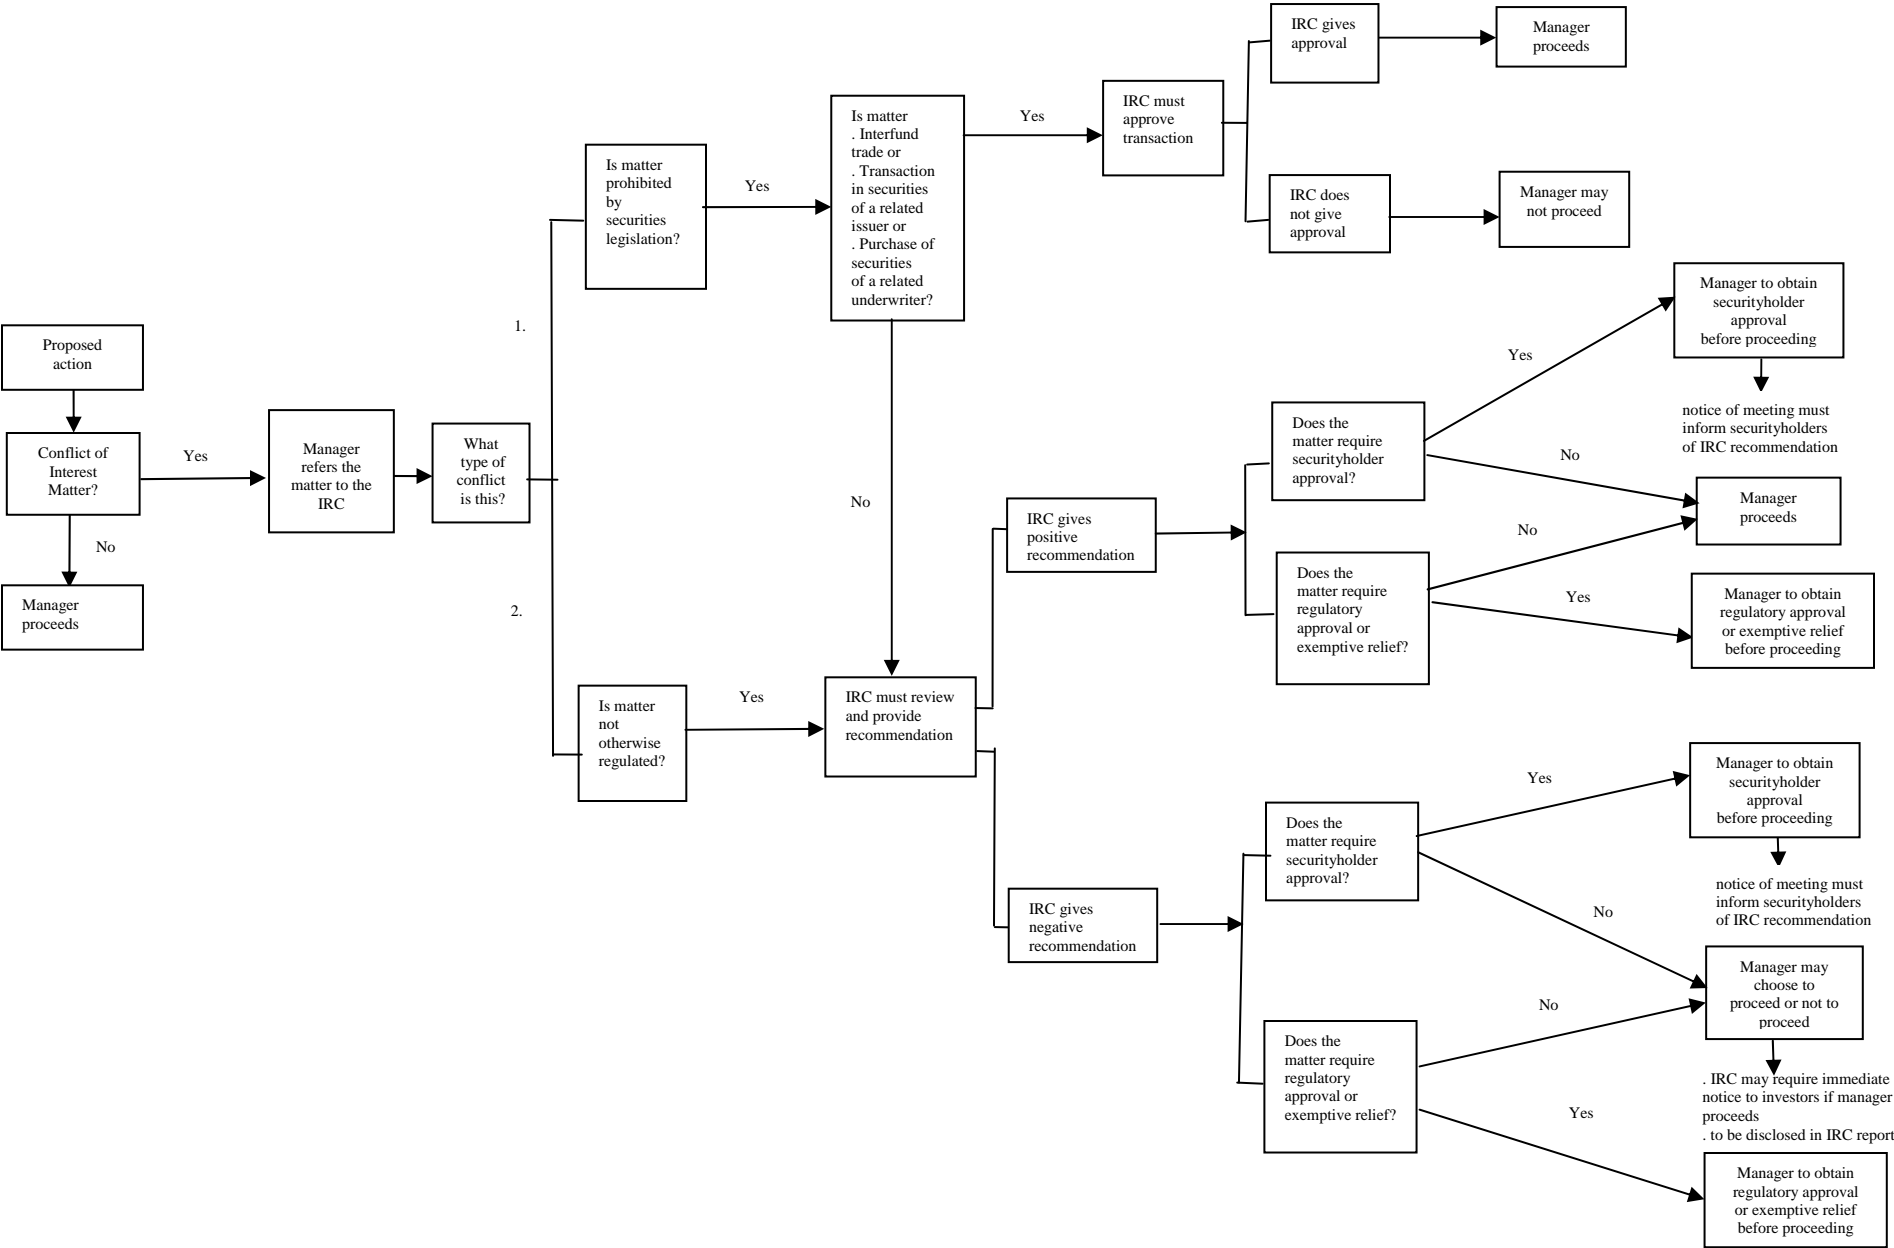 Proposed
action
Conflict of
Interest
Matter?
Yes
No
Manager
proceeds
Manager
refers the
matter to the
IRC
What
type of
conflict
is this?
1.
2.
Is matter
prohibited
by
securities
legislation?
Yes
Is matter
. Interfund
trade or
. Transaction
in securities
of a related
issuer or
. Purchase of
securities
of a related
underwriter?
Yes
No
IRC must
approve
transaction
IRC gives
approval
Manager
proceeds
IRC does
not give
approval
Manager may
not proceed
Is matter
not
otherwise
regulated?
Yes
IRC must review
and provide
recommendation
IRC gives
positive
recommendation
Does the
matter require
securityholder
approval?
Yes
Manager to obtain
securityholder
approval
before proceeding
notice of meeting must
inform securityholders
of IRC recommendation
No
Manager
proceeds
Does the
matter require
regulatory
approval or
exemptive relief?
No
Yes
Manager to obtain
regulatory approval
or exemptive relief
before proceeding
IRC gives
negative
recommendation
Does the
matter require
securityholder
approval?
Yes
Manager to obtain
securityholder
approval
before proceeding
notice of meeting must
inform securityholders
of IRC recommendation
No
Manager may
choose to
proceed or not to
proceed
. IRC may require immediate
notice to investors if manager
proceeds
. to be disclosed in IRC report
Does the
matter require
regulatory
approval or
exemptive relief?
No
Yes
Manager to obtain
regulatory approval
or exemptive relief
before proceeding